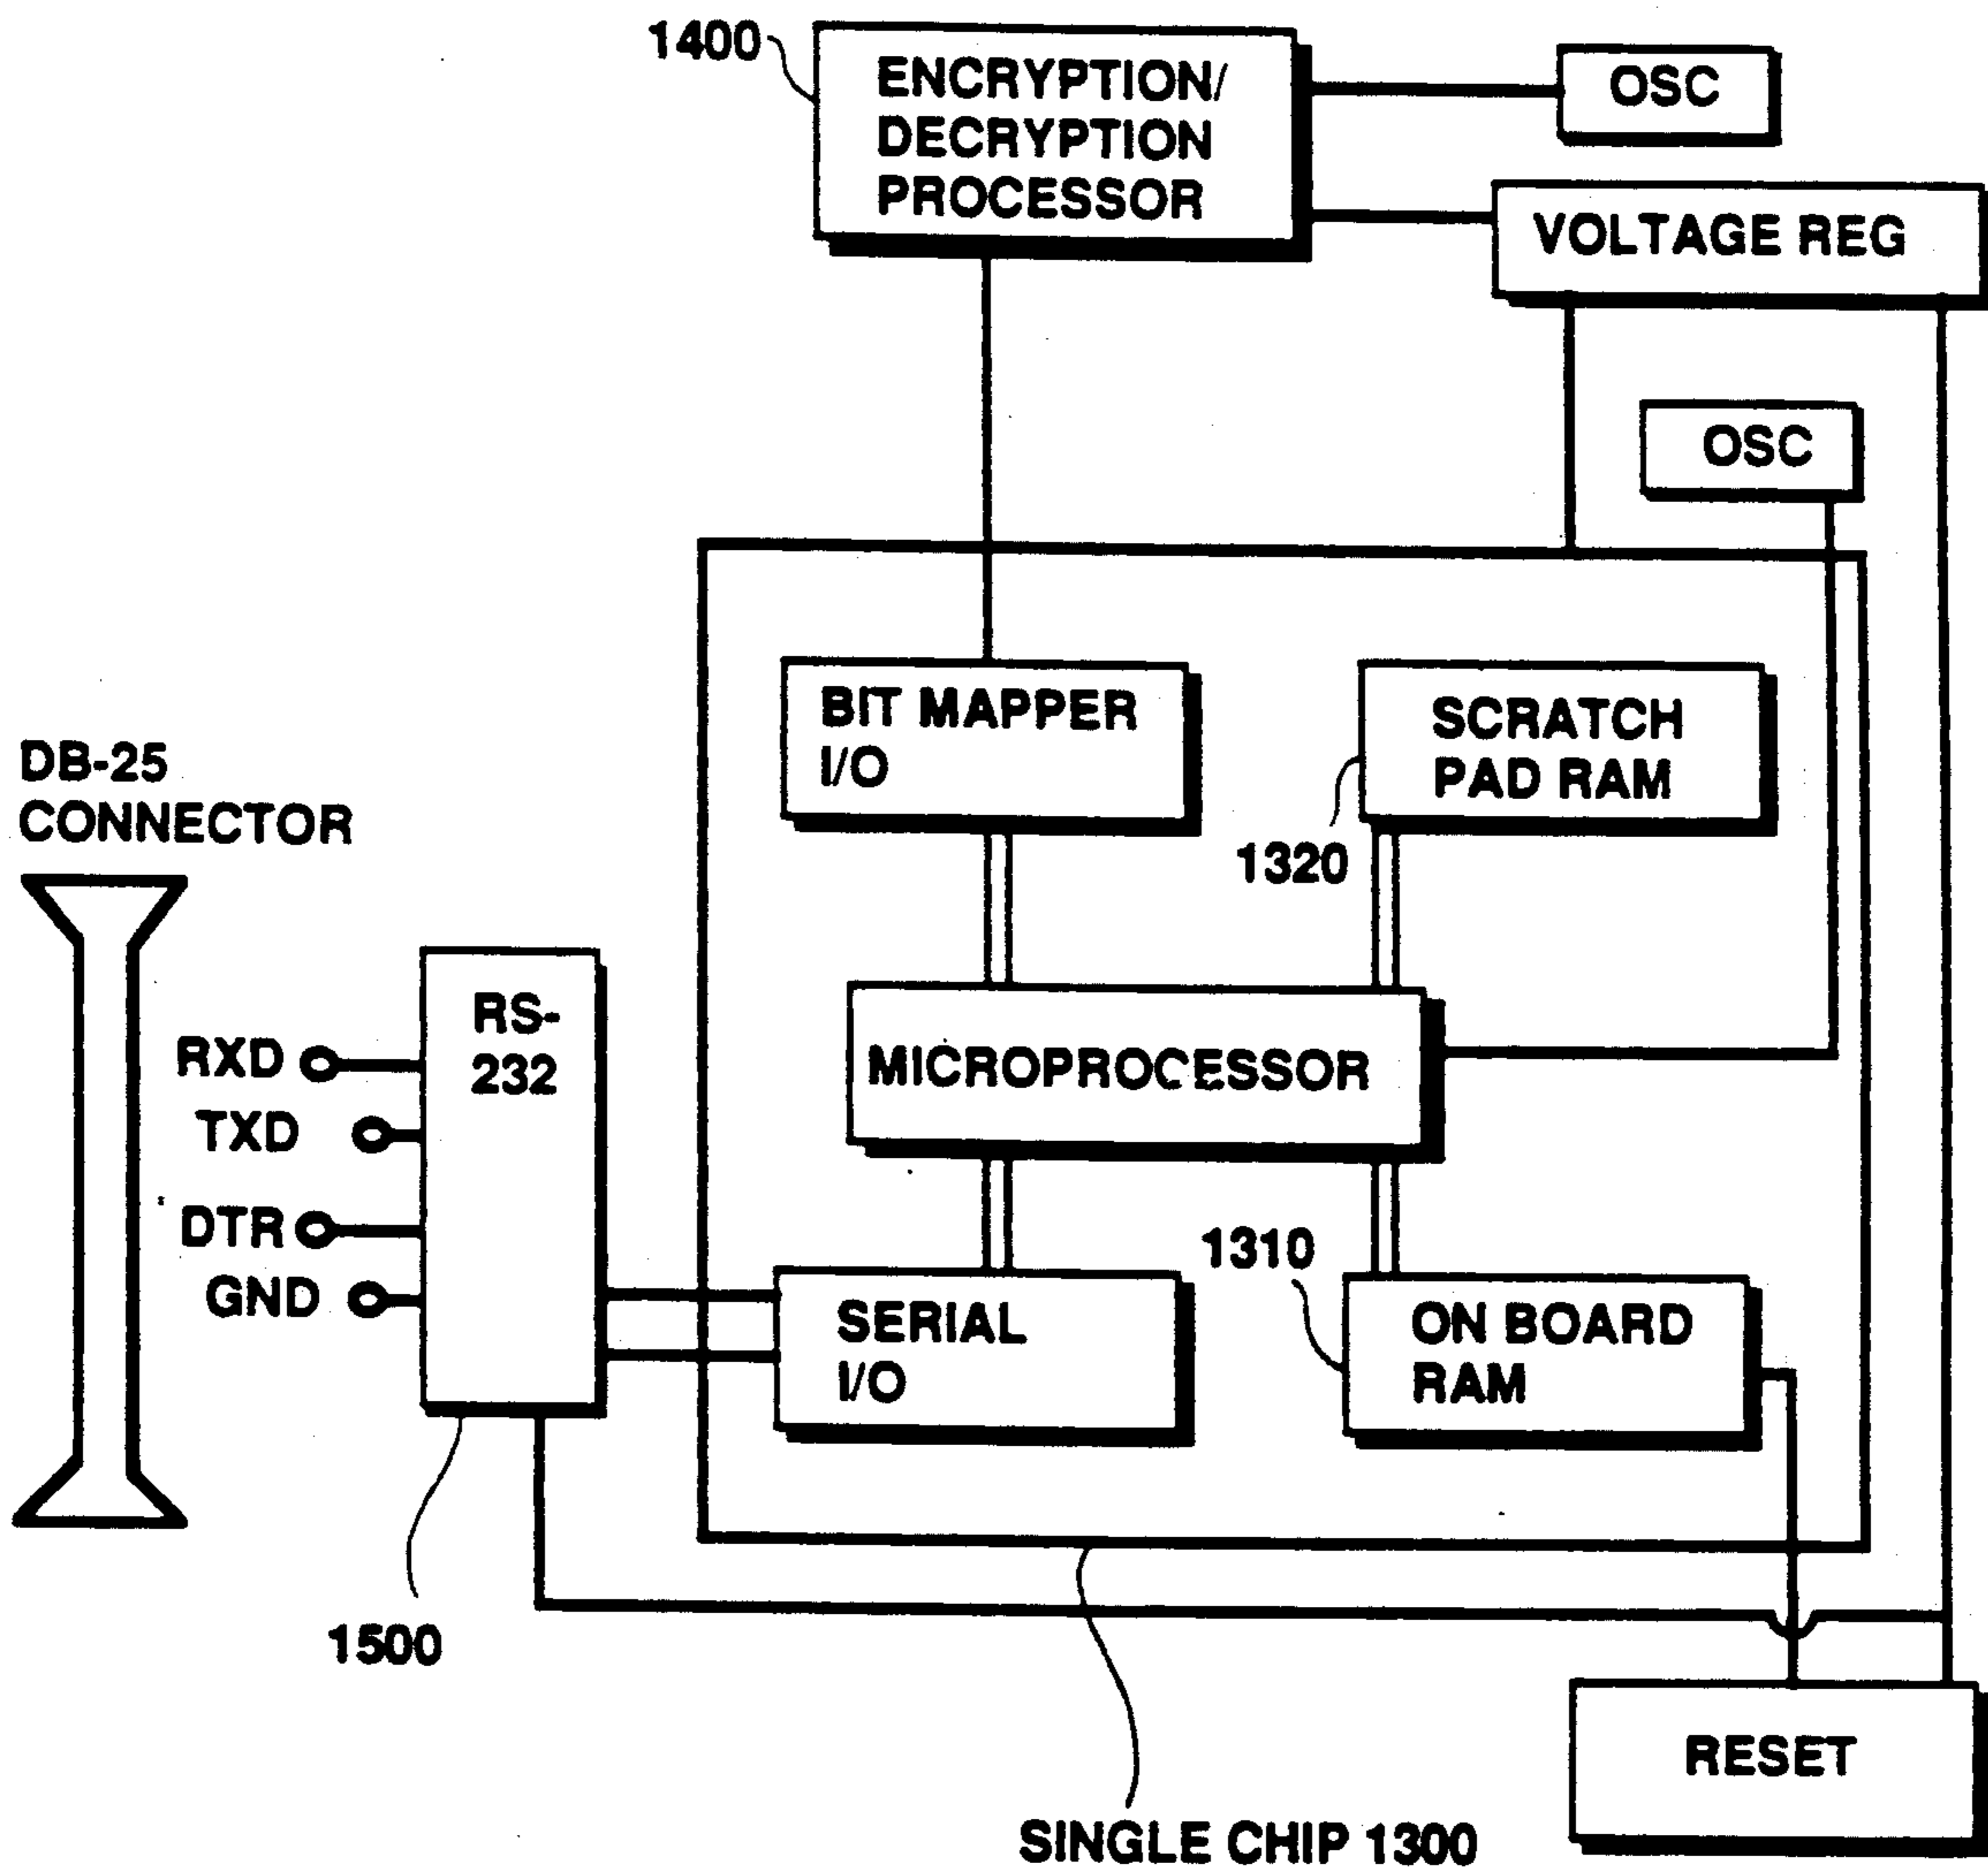 1400
ENCRYPTION/
DECRYPTION
PROCESSOR
OSC
VOLTAGE REG
OSC
BIT MAPPER
I/O
SCRATCH
PAD RAM
1320
DB-25
CONNECTOR
RS-
232
RXD
TXD
DTR
GND
MICROPROCESSOR
1310
SERIAL
I/O
ON BOARD
RAM
1500
RESET
SINGLE CHIP 1300